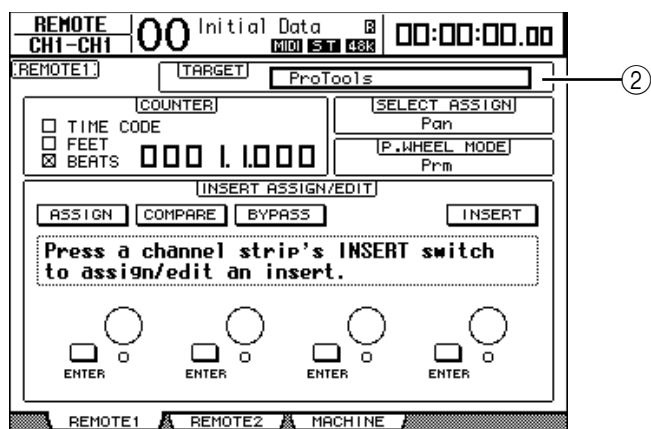 REMOTE
CH1-CH1
00 Initial Data R
MIDI ST 48K
00:00:00.00
REMOTE1
TARGET
ProTools
2
COUNTER
TIME CODE
FEET
BEATS
000 1. 1.000
SELECT ASSIGN
Pan
P.WHEEL MODE
Prm
INSERT ASSIGN/EDIT
ASSIGN COMPARE BYPASS INSERT
Press a channel strip's INSERT switch
to assign/edit an insert.
ENTER ENTER ENTER ENTER
REMOTE1 REMOTE2 MACHINE